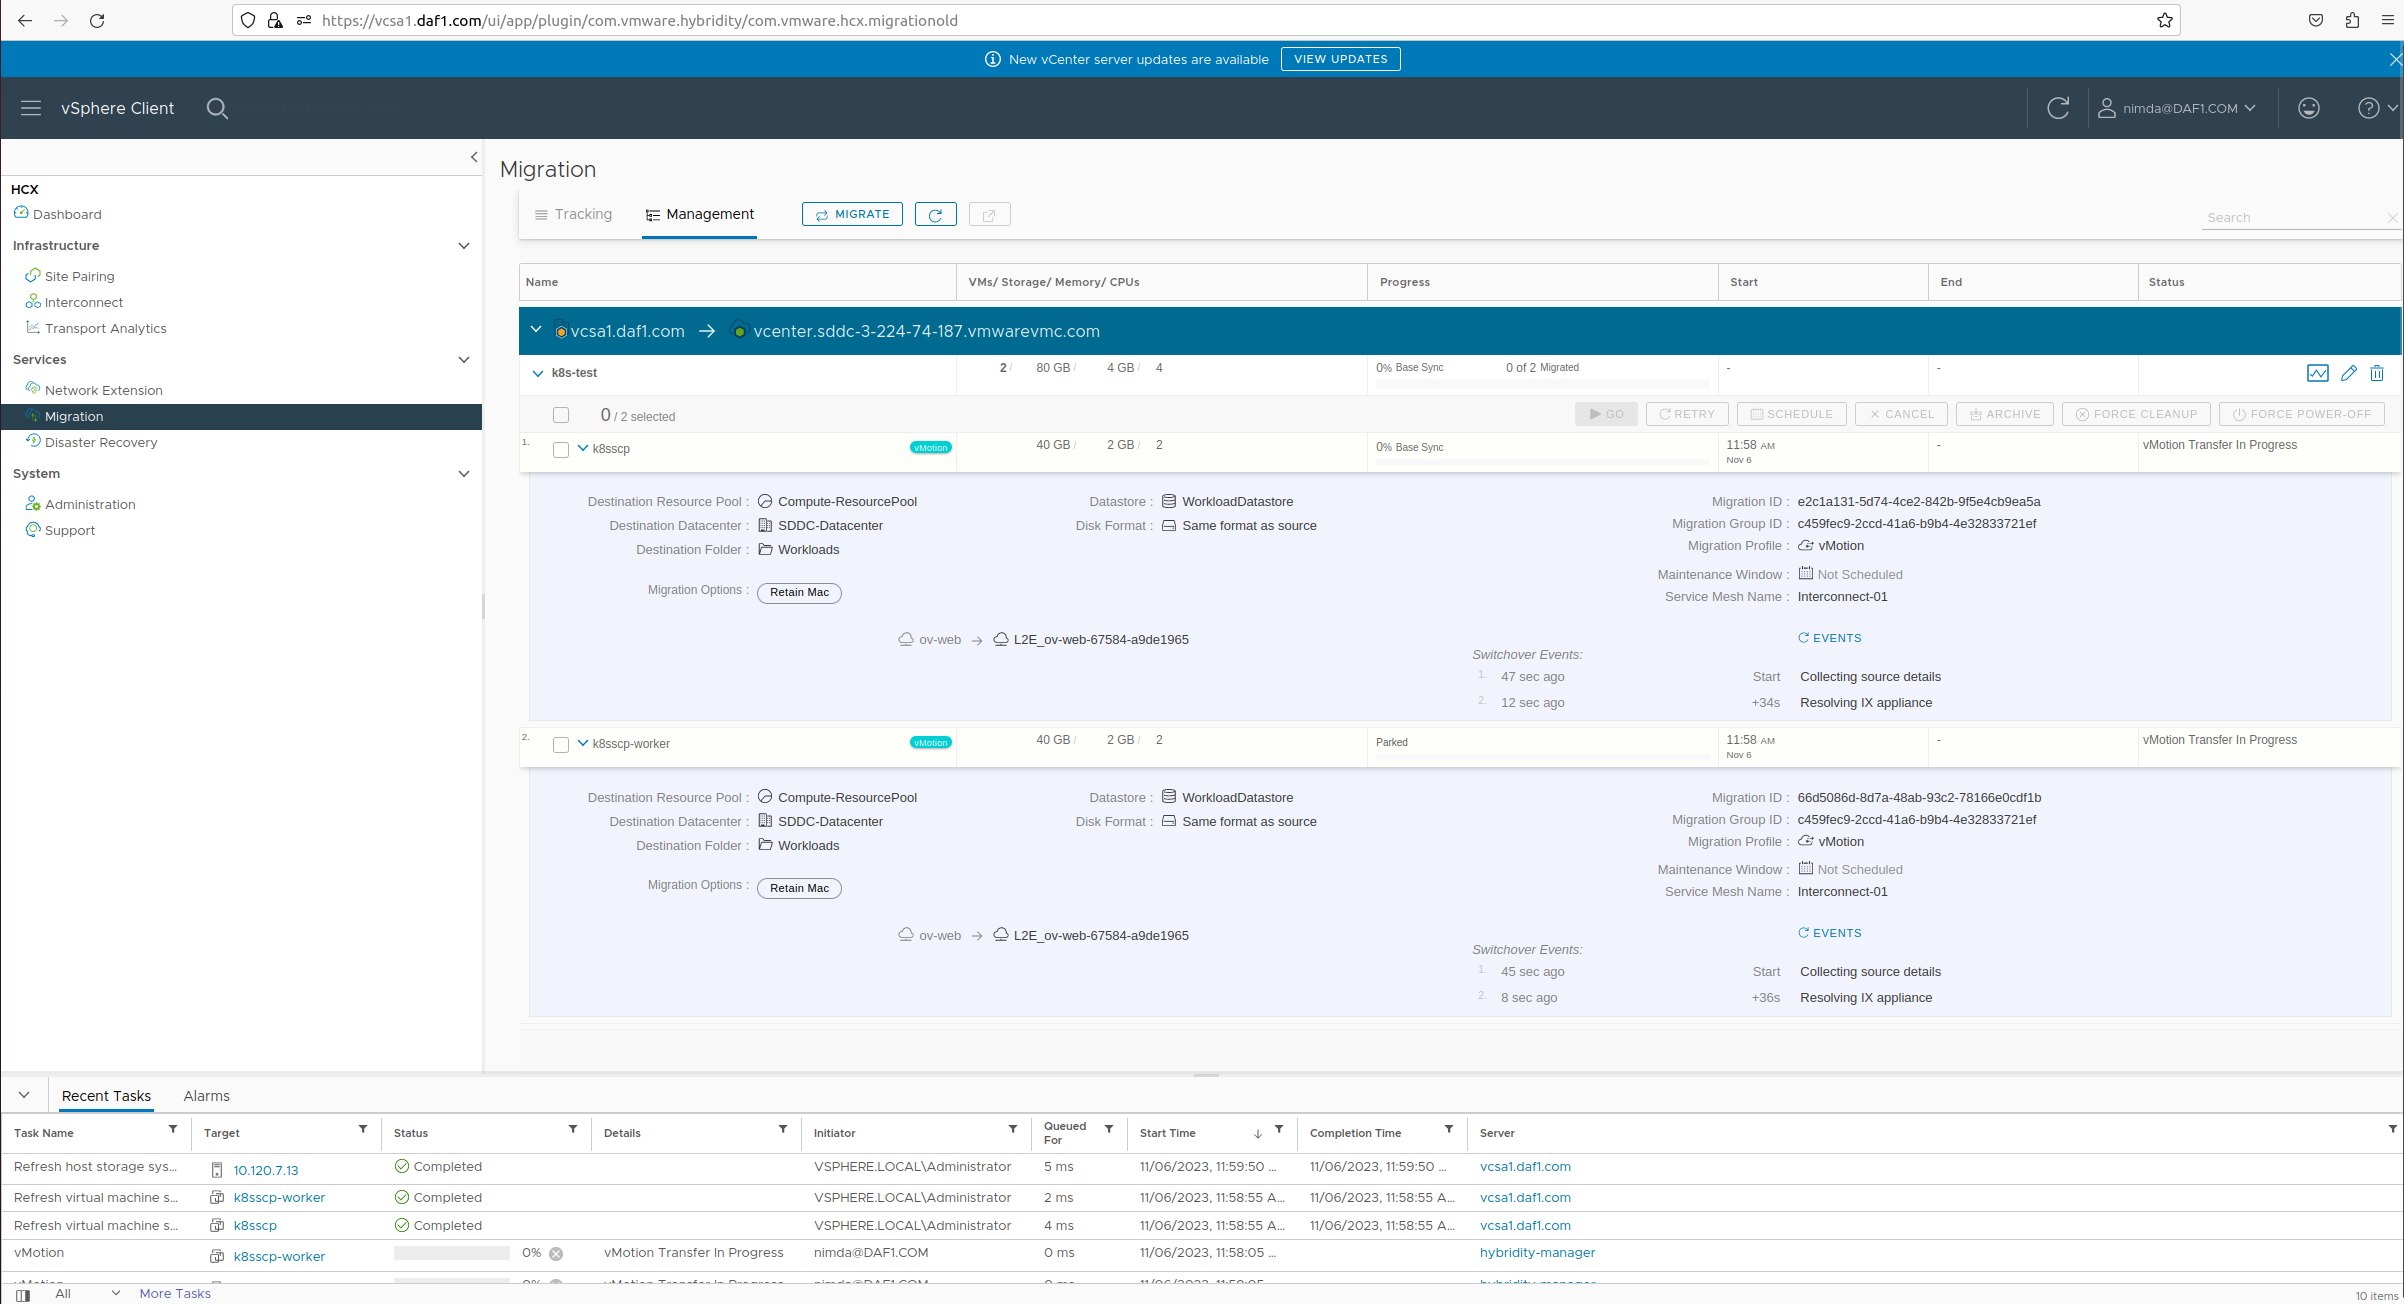 https://vcsa1.daf1.com/ui/app/plugin/com.vmware.hybridity/com.vmware.hcx.migrationold
New vCenter server updates are available VIEW UPDATES
vSphere Client nimda@DAF1.COM
HCX
Dashboard
Infrastructure
Site Pairing
Interconnect
Transport Analytics
Services
Network Extension
Migration
Disaster Recovery
System
Administration
Support
Migration
Tracking Management MIGRATE Search
Name VMs/ Storage/ Memory/ CPUs Progress Start End Status
vcsa1.daf1.com → vcenter.sddc-3-224-74-187.vmwarevmc.com
k8s-test 2 / 80 GB / 4 GB / 4 0% Base Sync 0 of 2 Migrated - -
0 / 2 selected GO RETRY SCHEDULE CANCEL ARCHIVE FORCE CLEANUP FORCE POWER-OFF
1. k8sscp vMotion 40 GB / 2 GB / 2 0% Base Sync 11:58 AM - vMotion Transfer In Progress
Nov 6
Destination Resource Pool : Compute-ResourcePool Datastore : WorkloadDatastore Migration ID : e2c1a131-5d74-4ce2-842b-9f5e4cb9ea5a
Destination Datacenter : SDDC-Datacenter Disk Format : Same format as source Migration Group ID : c459fec9-2ccd-41a6-b9b4-4e32833721ef
Destination Folder : Workloads Migration Profile : vMotion
Maintenance Window : Not Scheduled
Migration Options : Retain Mac Service Mesh Name : Interconnect-01
ov-web → L2E_ov-web-67584-a9de1965 EVENTS
Switchover Events:
1. 47 sec ago Start Collecting source details
2. 12 sec ago +34s Resolving IX appliance
2. k8sscp-worker vMotion 40 GB / 2 GB / 2 Parked 11:58 AM - vMotion Transfer In Progress
Nov 6
Destination Resource Pool : Compute-ResourcePool Datastore : WorkloadDatastore Migration ID : 66d5086d-8d7a-48ab-93c2-78166e0cdf1b
Destination Datacenter : SDDC-Datacenter Disk Format : Same format as source Migration Group ID : c459fec9-2ccd-41a6-b9b4-4e32833721ef
Destination Folder : Workloads Migration Profile : vMotion
Maintenance Window : Not Scheduled
Migration Options : Retain Mac Service Mesh Name : Interconnect-01
ov-web → L2E_ov-web-67584-a9de1965 EVENTS
Switchover Events:
1. 45 sec ago Start Collecting source details
2. 8 sec ago +36s Resolving IX appliance
Recent Tasks Alarms
Task Name Target Status Details Initiator Queued For Start Time Completion Time Server
Refresh host storage sys... 10.120.7.13 Completed VSPHERE.LOCAL\Administrator 5 ms 11/06/2023, 11:59:50 ... 11/06/2023, 11:59:50 ... vcsa1.daf1.com
Refresh virtual machine s... k8sscp-worker Completed VSPHERE.LOCAL\Administrator 2 ms 11/06/2023, 11:58:55 A... 11/06/2023, 11:58:55 A... vcsa1.daf1.com
Refresh virtual machine s... k8sscp Completed VSPHERE.LOCAL\Administrator 4 ms 11/06/2023, 11:58:55 A... 11/06/2023, 11:58:55 A... vcsa1.daf1.com
vMotion k8sscp-worker 0% vMotion Transfer In Progress nimda@DAF1.COM 0 ms 11/06/2023, 11:58:05 ... hybridity-manager
All More Tasks 10 items